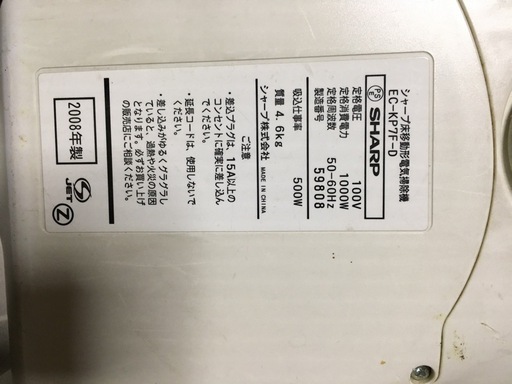 シャープ床移動形電気掃除機
EC-KP7F-D
PS
E
SHARP
定格電圧 100V
定格消費電力 1000W
定格周波数 50-60Hz
製造番号 59808
吸込仕事率 500W
質量 4.6kg
シャープ株式会社 MADE IN CHINA
ご注意
・差込プラグは、15A以上の
コンセントに確実に差し込ん
でください。
・延長コードは、使用しないで
ください。
・差し込みがゆるくグラグラし
ていると、過熱や火災の原因
となります。必ずお買い上げ
の販売店にご相談ください。
2008年製
S
JET
Z